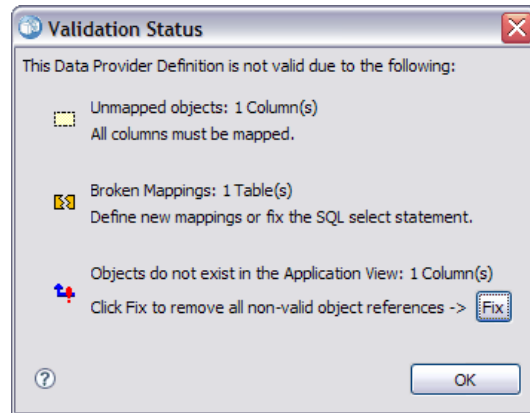 Validation Status
This Data Provider Definition is not valid due to the following:
Unmapped objects: 1 Column(s)
All columns must be mapped.
Broken Mappings: 1 Table(s)
Define new mappings or fix the SQL select statement.
Objects do not exist in the Application View: 1 Column(s)
Click Fix to remove all non-valid object references -> Fix
?
OK